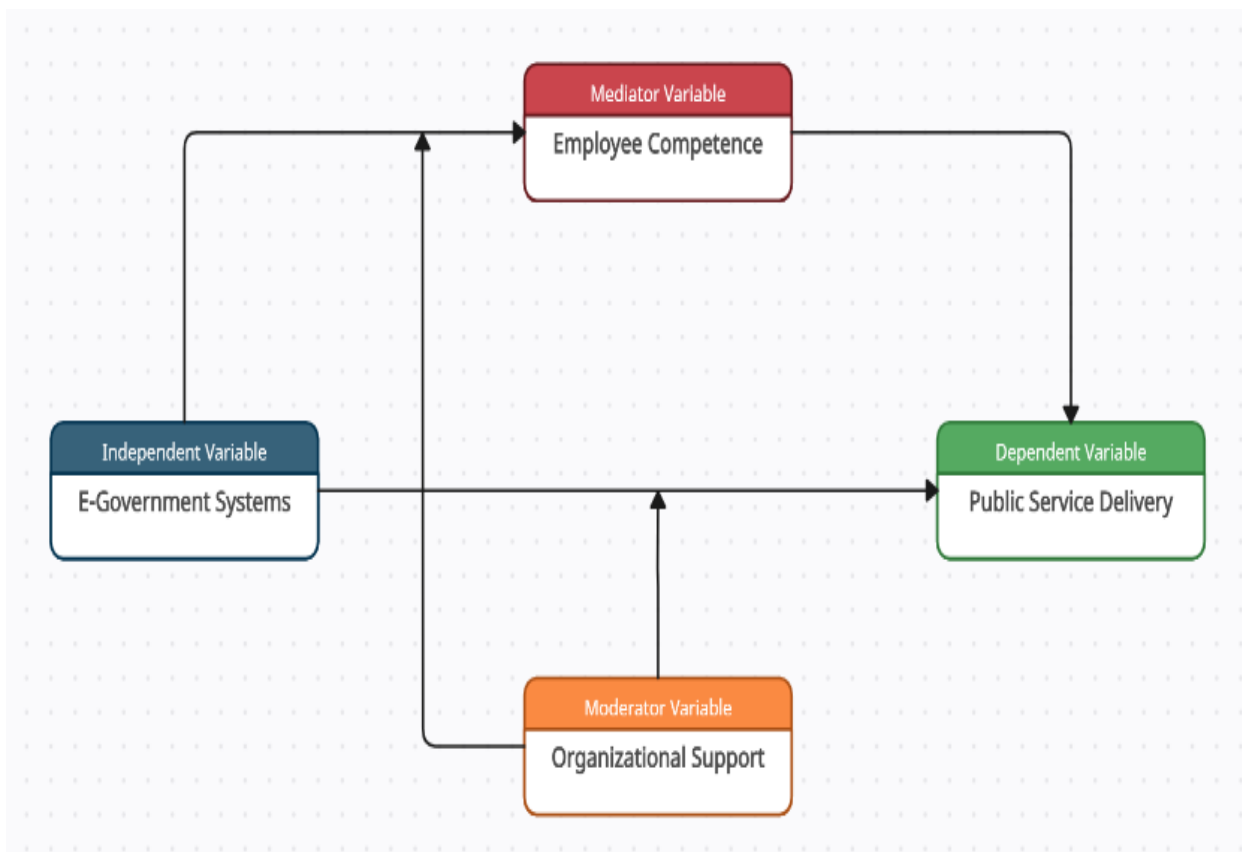 Mediator Variable
Employee Competence
Independent Variable
E-Government Systems
Dependent Variable
Public Service Delivery
Moderator Variable
Organizational Support